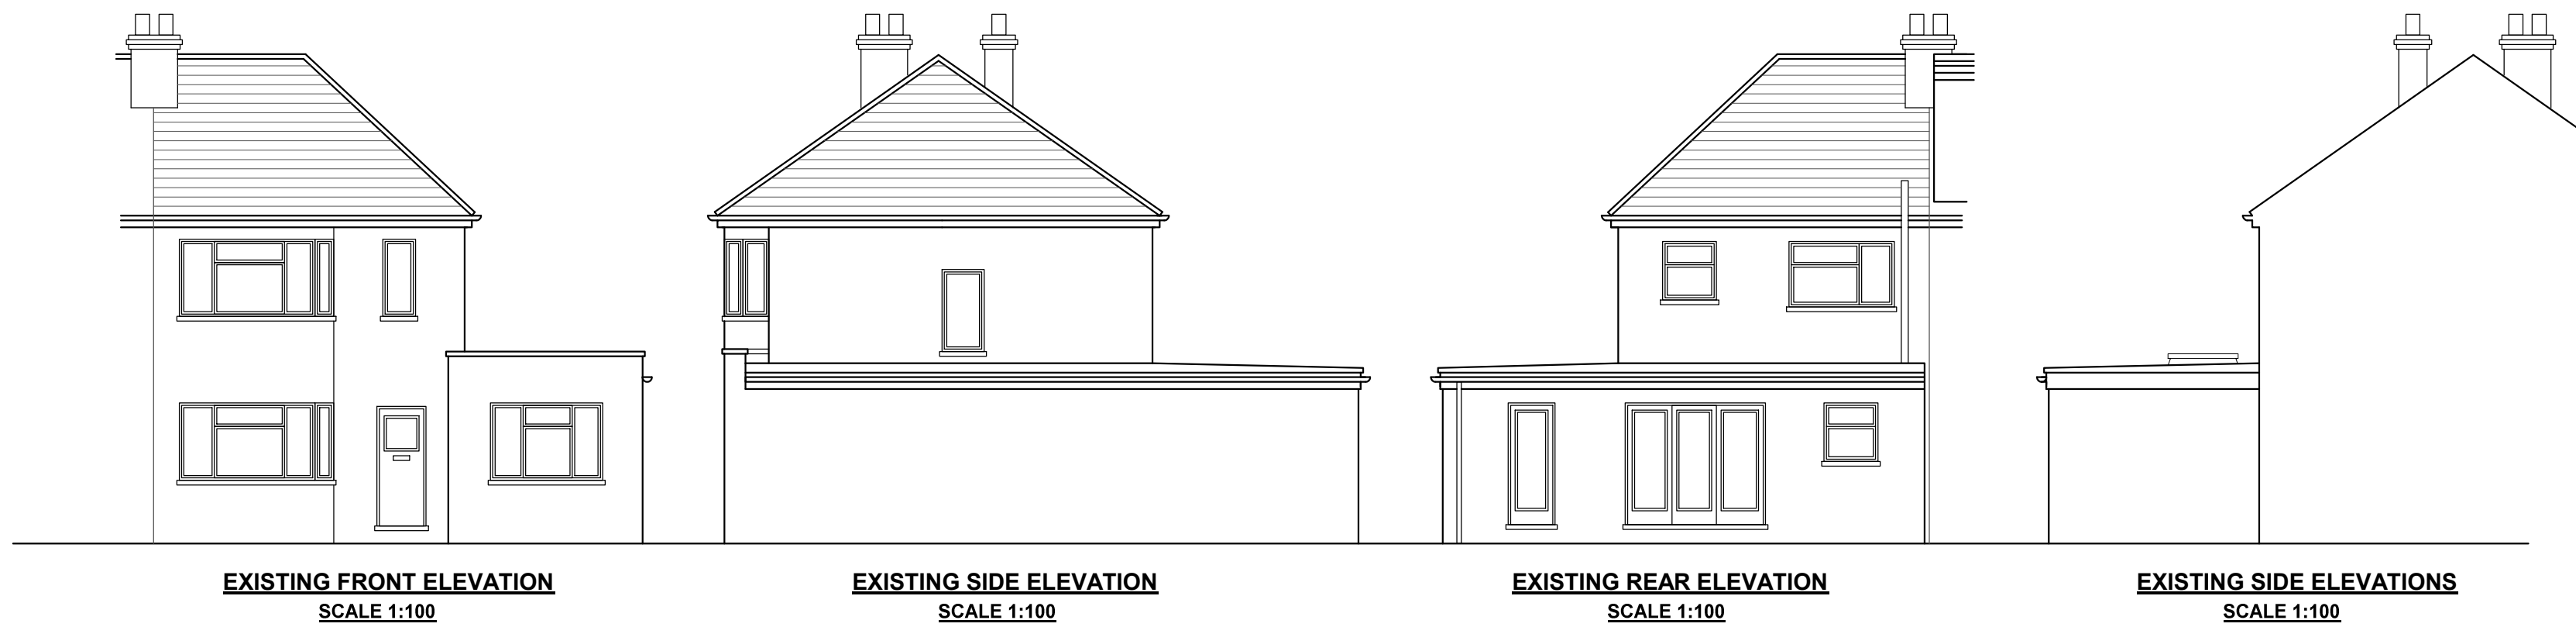 EXISTING FRONT ELEVATION
SCALE 1:100
EXISTING SIDE ELEVATION
SCALE 1:100
EXISTING REAR ELEVATION
SCALE 1:100
EXISTING SIDE ELEVATIONS
SCALE 1:100